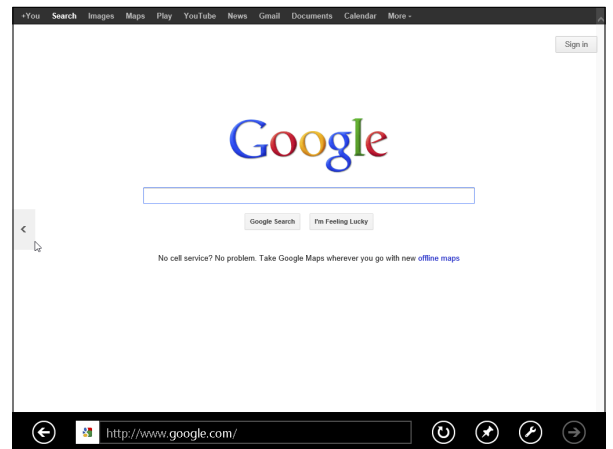 +You Search Images Maps Play YouTube News Gmail Documents Calendar More
Sign in
Google
Google Search I'm Feeling Lucky
No cell service? No problem. Take Google Maps wherever you go with new offline maps
http://www.google.com/